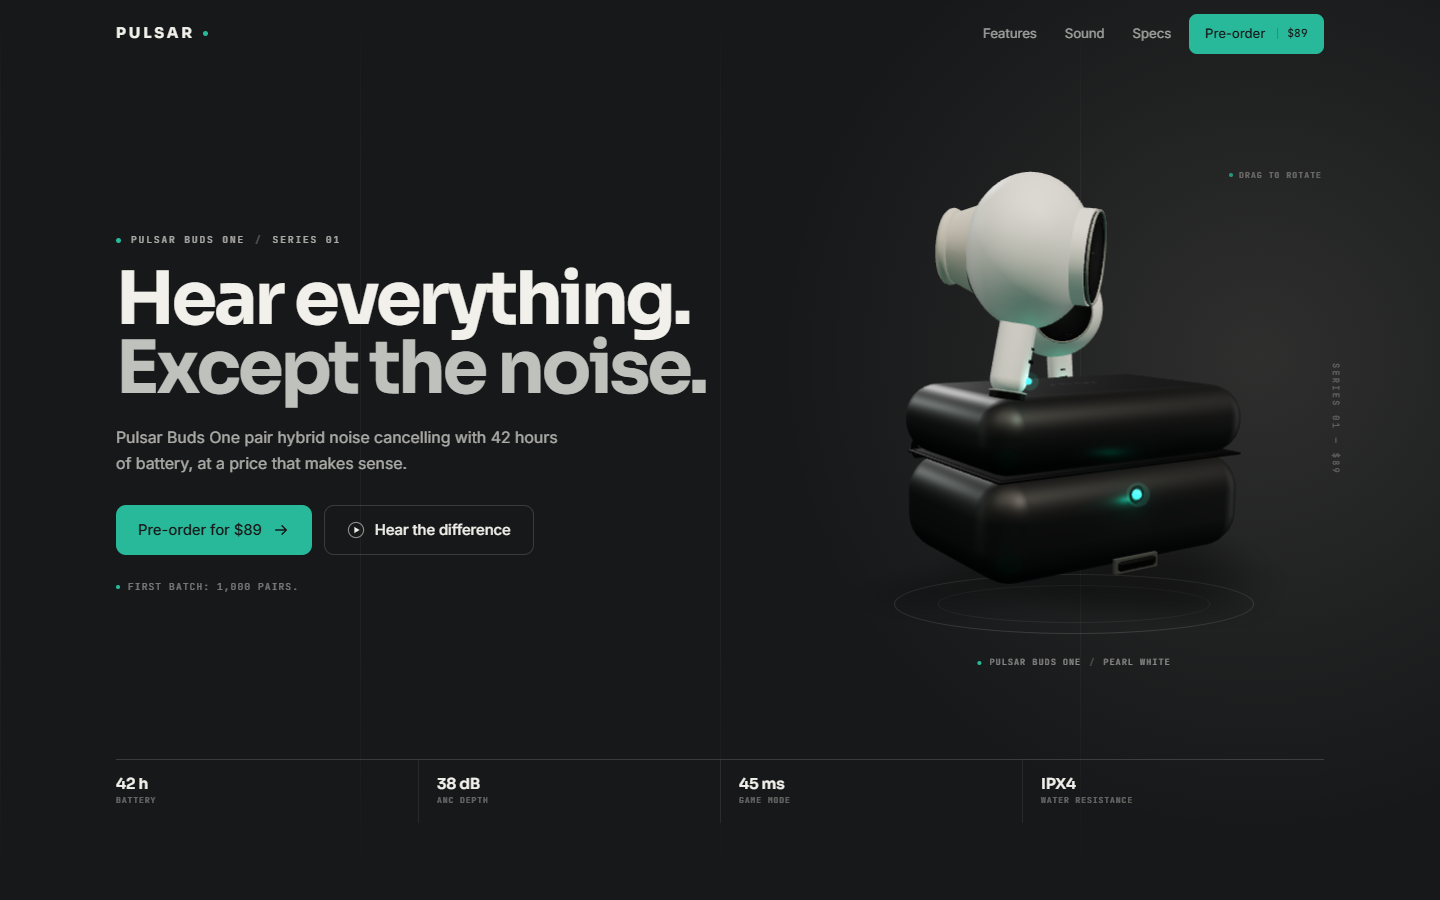 PULSAR
Features
Sound
Specs
Pre-order | $89
DRAG TO ROTATE
PULSAR BUDS ONE / SERIES 01
Hear everything.
Except the noise.
Pulsar Buds One pair hybrid noise cancelling with 42 hours
of battery, at a price that makes sense.
Pre-order for $89 →
Hear the difference
FIRST BATCH: 1,000 PAIRS.
SERIES 01 — $89
PULSAR BUDS ONE / PEARL WHITE
42 h
BATTERY
38 dB
ANC DEPTH
45 ms
GAME MODE
IPX4
WATER RESISTANCE